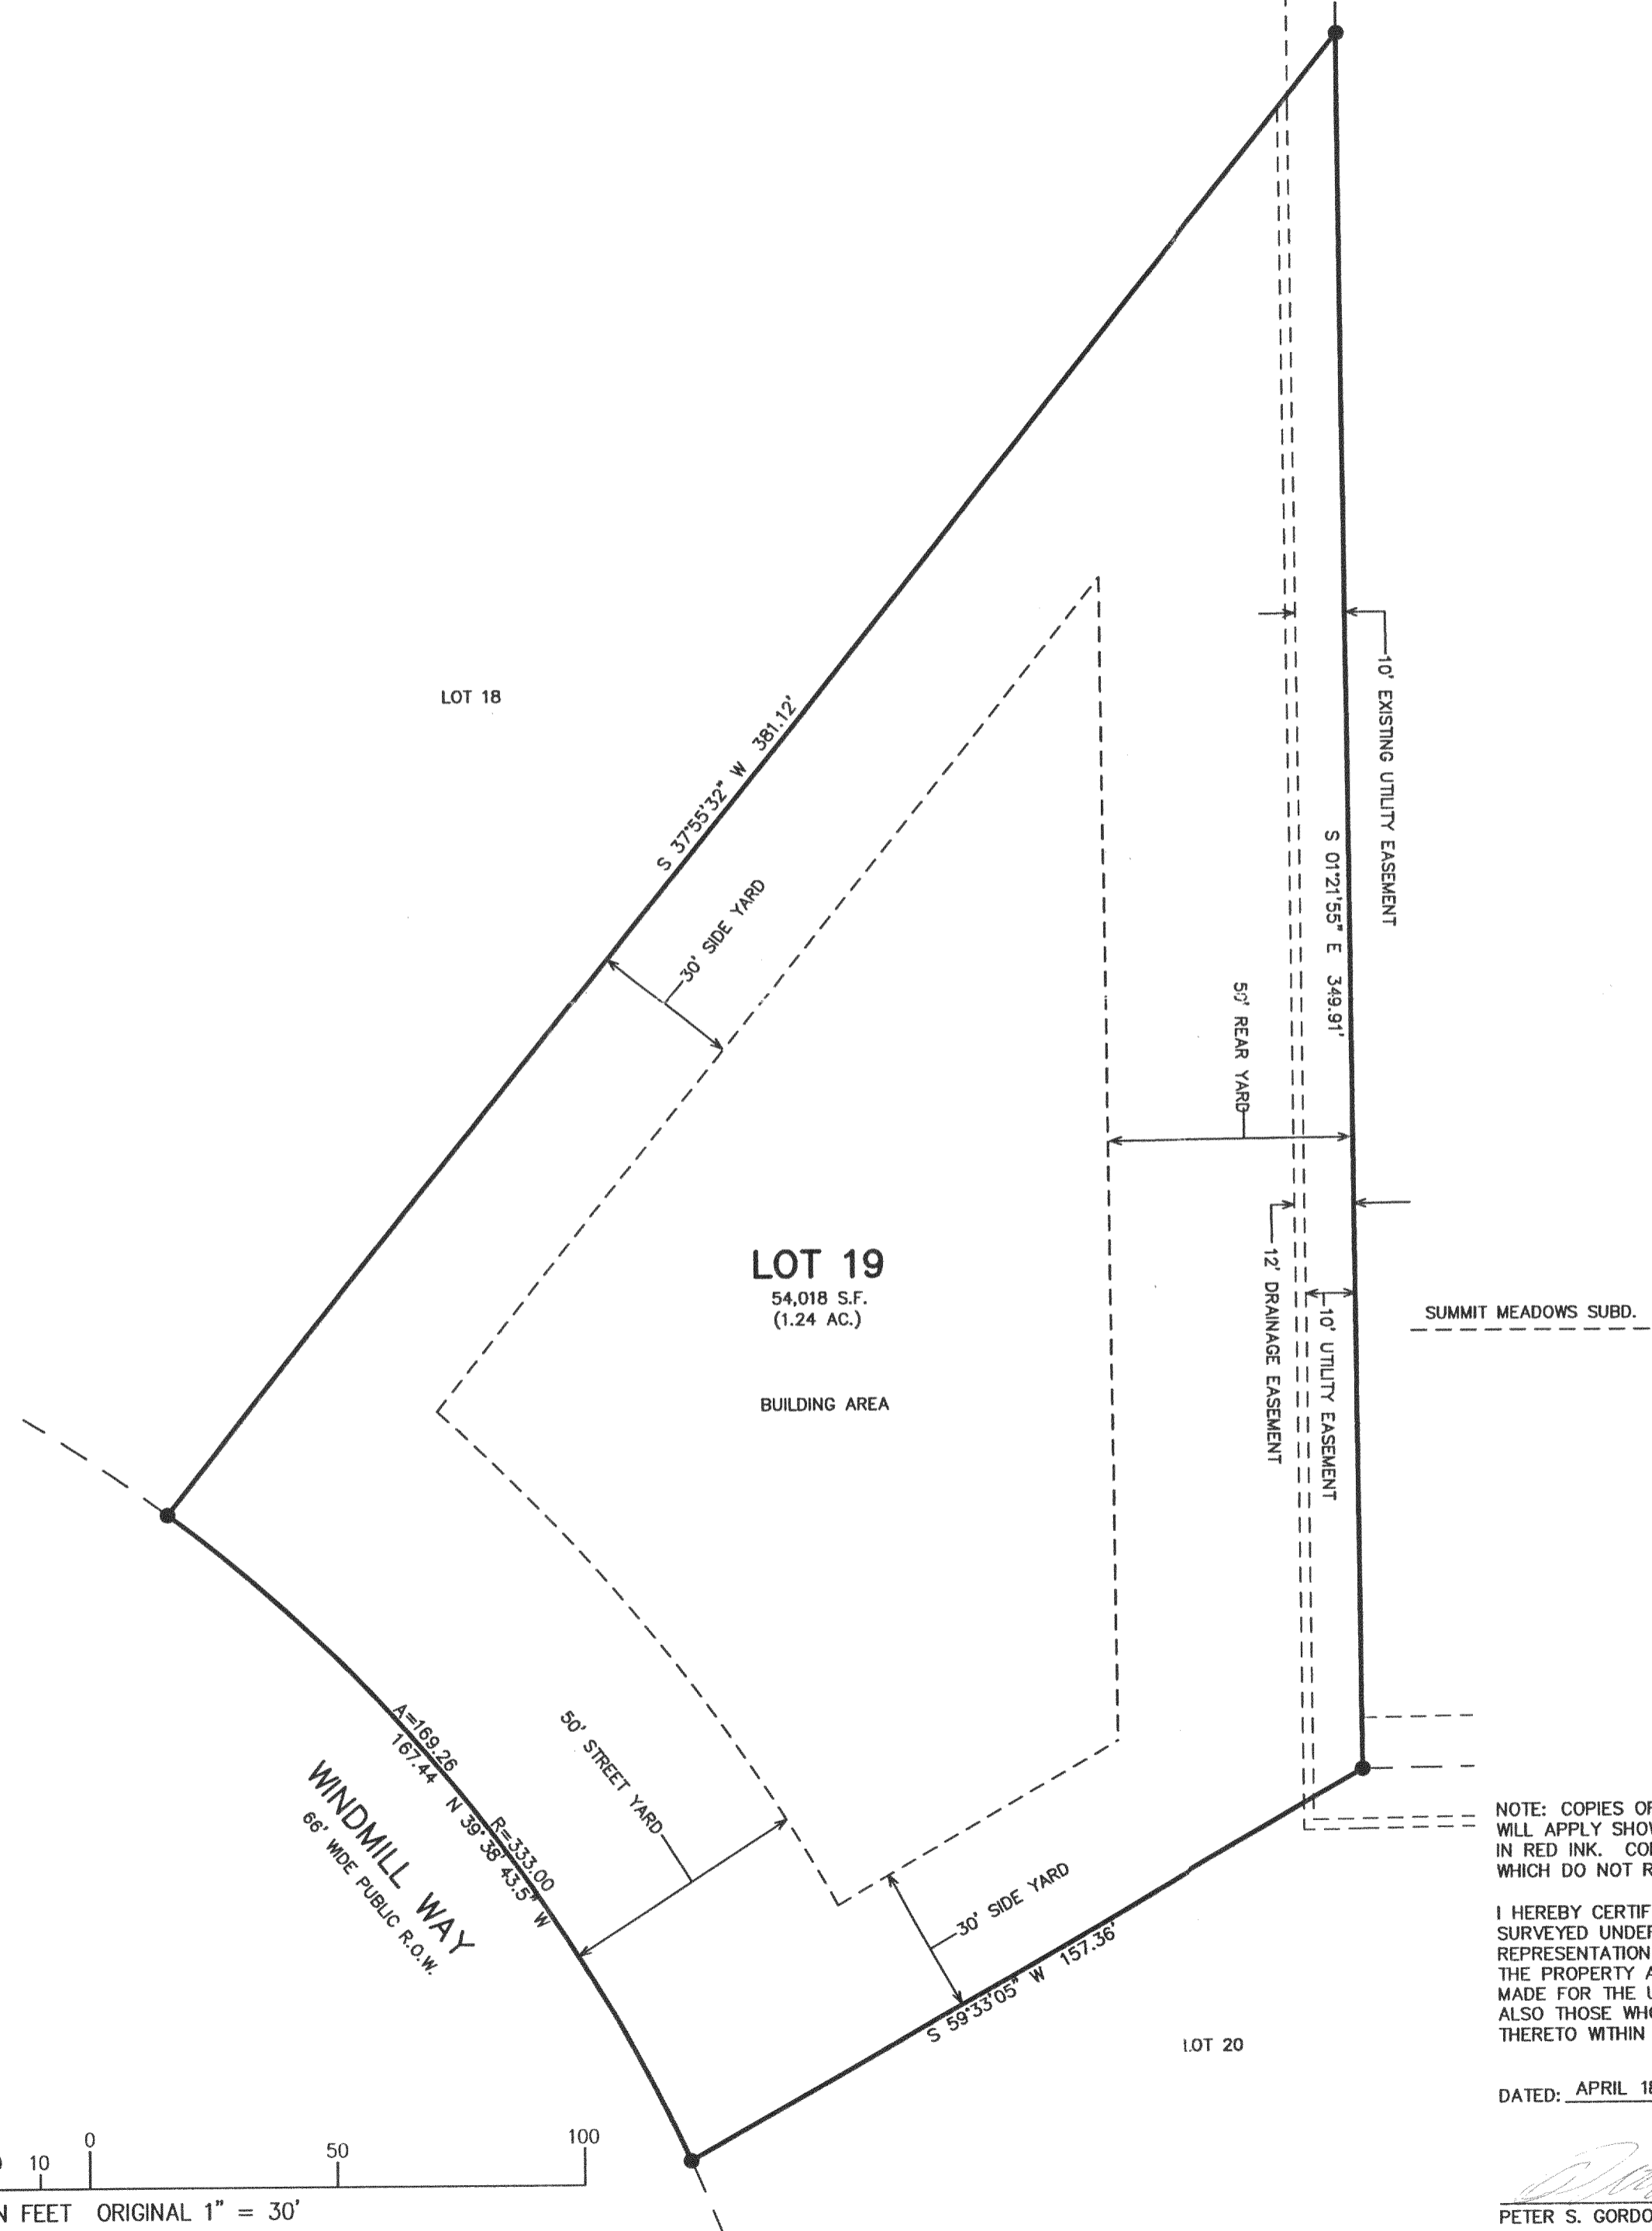 LOT 18
S 37°55'32" W 381.12'
30' SIDE YARD
10' EXISTING UTILITY EASEMENT
S 01°21'55" E 349.91'
50' REAR YARD
LOT 19
54,018 S.F.
(1.24 AC.)
BUILDING AREA
12' DRAINAGE EASEMENT
10' UTILITY EASEMENT
SUMMIT MEADOWS SUBD.
A=169.26
R=333.00
167.44 N 39°38'43.5" W
WINDMILL WAY
66' WIDE PUBLIC R.O.W.
50' STREET YARD
30' SIDE YARD
S 59°33'05" W 157.36'
LOT 20
NOTE: COPIES OF
WILL APPLY SHOW
IN RED INK. CO
WHICH DO NOT R
I HEREBY CERTIF
SURVEYED UNDER
REPRESENTATION
THE PROPERTY A
MADE FOR THE U
ALSO THOSE WHO
THERETO WITHIN
DATED: APRIL 18
PETER S. GORDO
10 0 50 100
N FEET ORIGINAL 1" = 30'